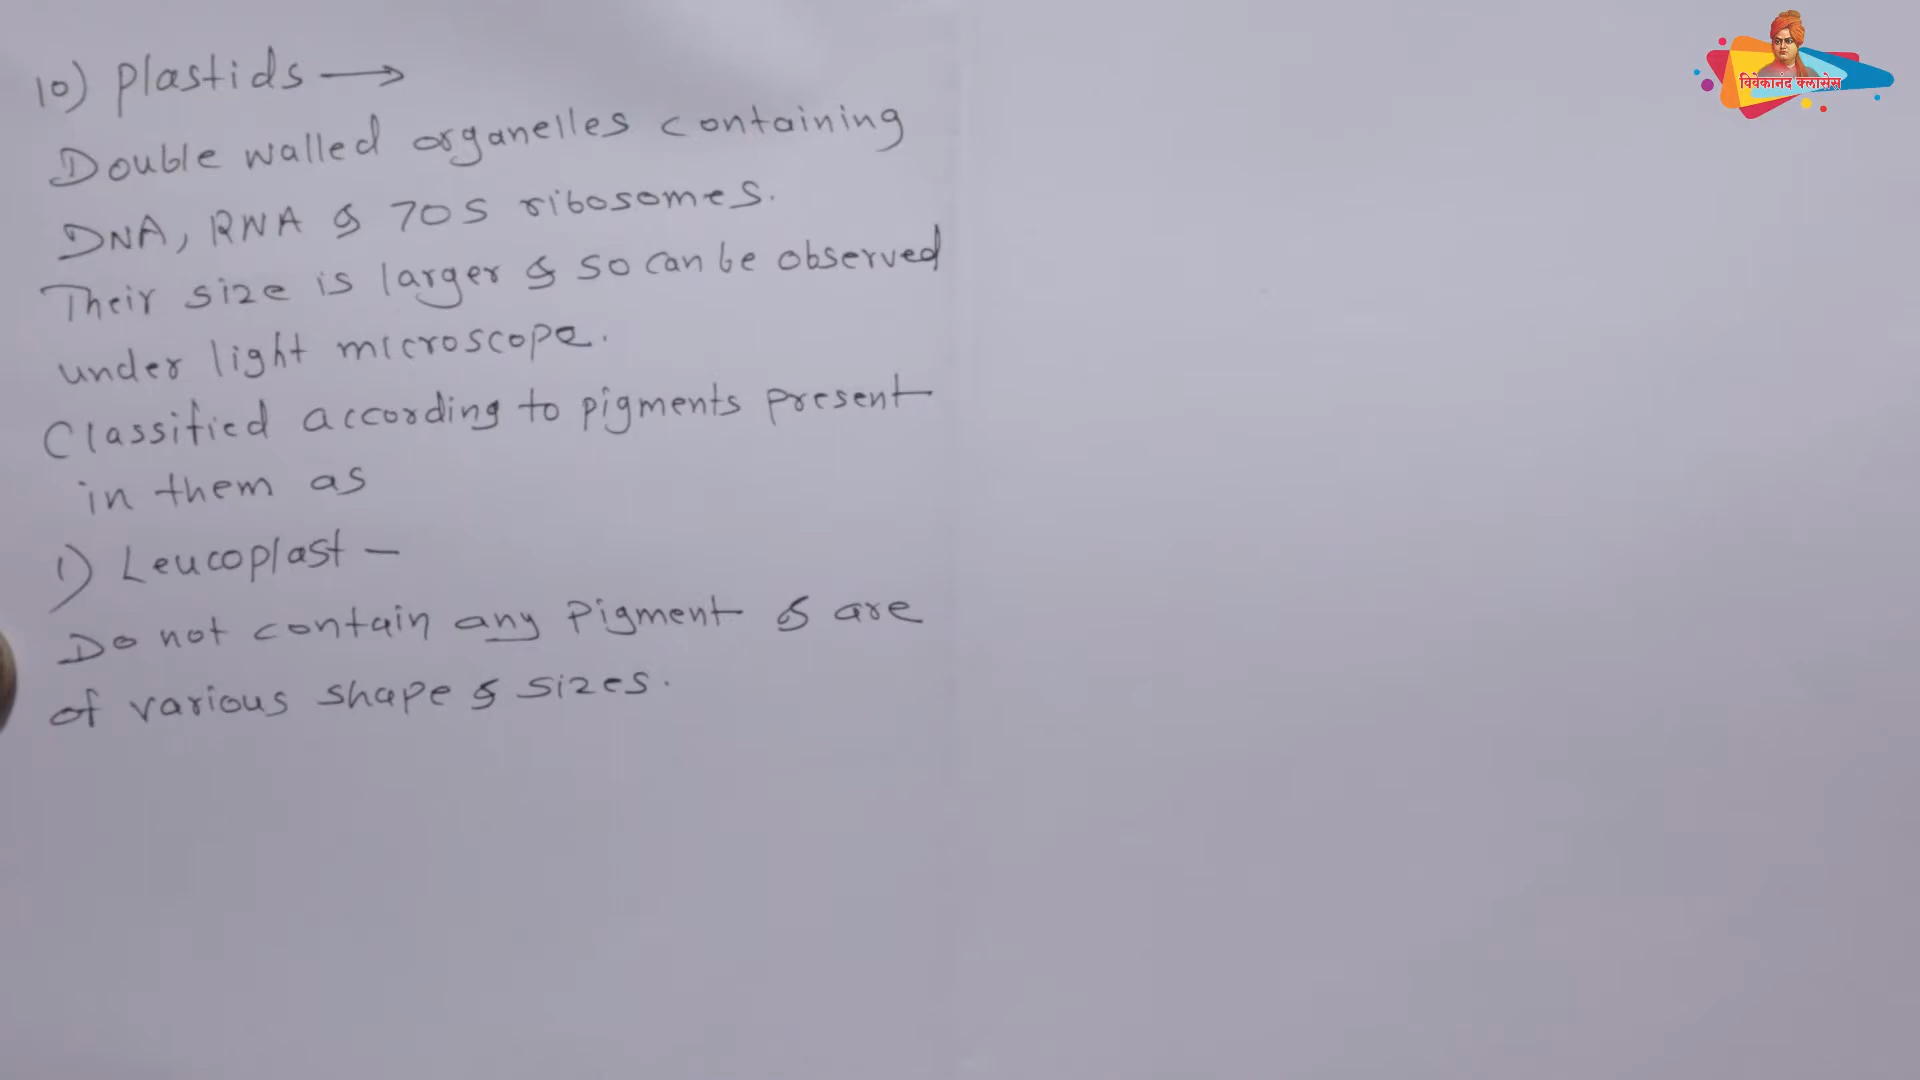 10) Plastids →
Double walled organelles containing
DNA, RNA & 70S ribosomes.
Their size is larger & so can be observed
under light microscope.
Classified according to pigments present
in them as
1) Leucoplast –
Do not contain any Pigment & are
of various shape & sizes.
विवेकानंद क्लासेस